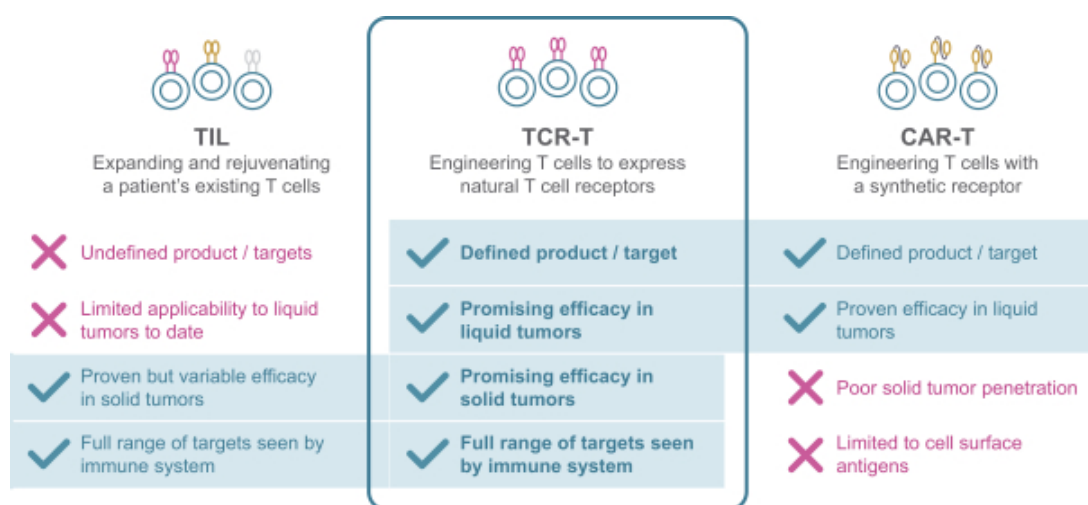 TIL
Expanding and rejuvenating
a patient's existing T cells
TCR-T
Engineering T cells to express
natural T cell receptors
CAR-T
Engineering T cells with
a synthetic receptor
Undefined product / targets
Defined product / target
Defined product / target
Limited applicability to liquid
tumors to date
Promising efficacy in
liquid tumors
Proven efficacy in liquid
tumors
Proven but variable efficacy
in solid tumors
Promising efficacy in
solid tumors
Poor solid tumor penetration
Full range of targets seen by
immune system
Full range of targets seen
by immune system
Limited to cell surface
antigens